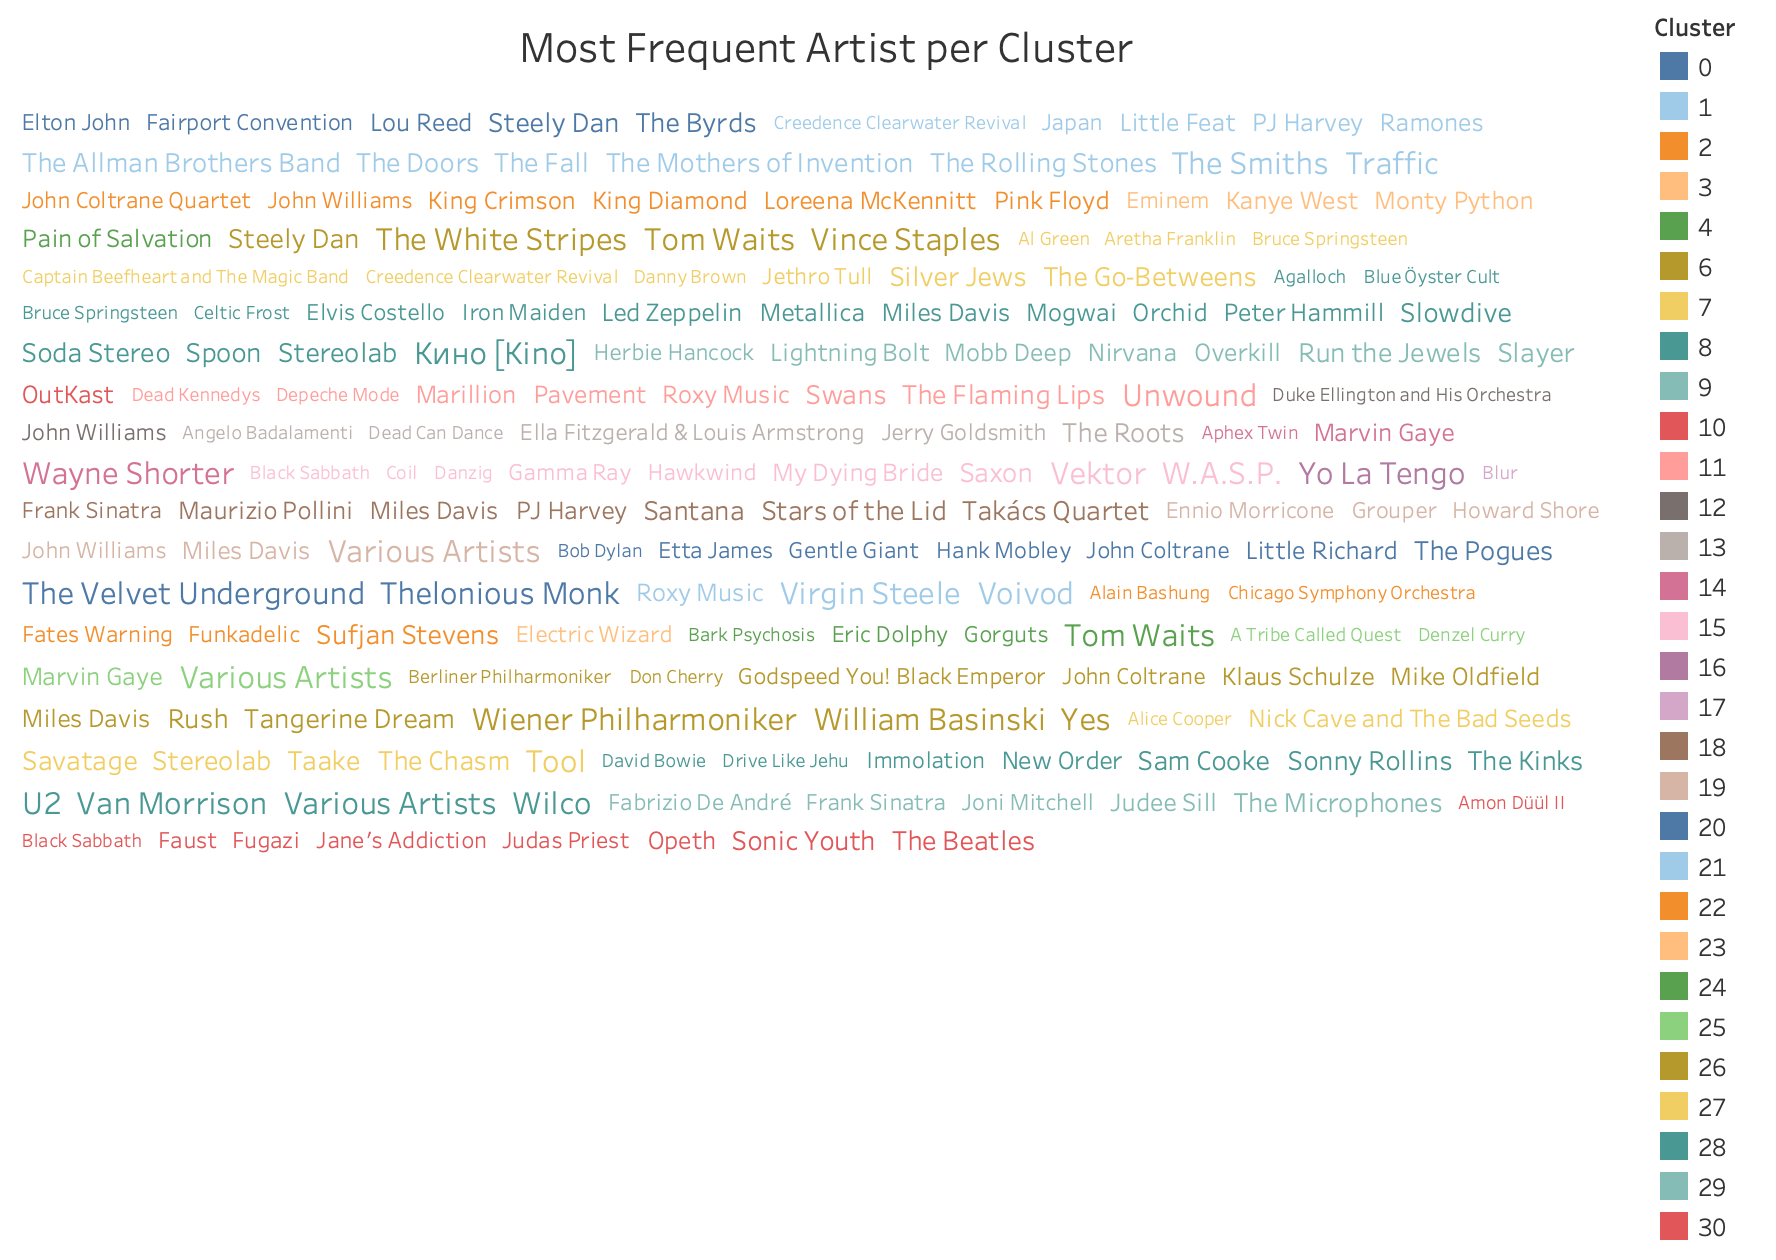 Most Frequent Artist per Cluster
Elton John Fairport Convention Lou Reed Steely Dan The Byrds Creedence Clearwater Revival Japan Little Feat PJ Harvey Ramones
The Allman Brothers Band The Doors The Fall The Mothers of Invention The Rolling Stones The Smiths Traffic
John Coltrane Quartet John Williams King Crimson King Diamond Loreena McKennitt Pink Floyd Eminem Kanye West Monty Python
Pain of Salvation Steely Dan The White Stripes Tom Waits Vince Staples Al Green Aretha Franklin Bruce Springsteen
Captain Beefheart and The Magic Band Creedence Clearwater Revival Danny Brown Jethro Tull Silver Jews The Go-Betweens Agalloch Blue Öyster Cult
Bruce Springsteen Celtic Frost Elvis Costello Iron Maiden Led Zeppelin Metallica Miles Davis Mogwai Orchid Peter Hammill Slowdive
Soda Stereo Spoon Stereolab Кино [Kino] Herbie Hancock Lightning Bolt Mobb Deep Nirvana Overkill Run the Jewels Slayer
OutKast Dead Kennedys Depeche Mode Marillion Pavement Roxy Music Swans The Flaming Lips Unwound Duke Ellington and His Orchestra
John Williams Angelo Badalamenti Dead Can Dance Ella Fitzgerald & Louis Armstrong Jerry Goldsmith The Roots Aphex Twin Marvin Gaye
Wayne Shorter Black Sabbath Coil Danzig Gamma Ray Hawkwind My Dying Bride Saxon Vektor W.A.S.P. Yo La Tengo Blur
Frank Sinatra Maurizio Pollini Miles Davis PJ Harvey Santana Stars of the Lid Takács Quartet Ennio Morricone Grouper Howard Shore
John Williams Miles Davis Various Artists Bob Dylan Etta James Gentle Giant Hank Mobley John Coltrane Little Richard The Pogues
The Velvet Underground Thelonious Monk Roxy Music Virgin Steele Voivod Alain Bashung Chicago Symphony Orchestra
Fates Warning Funkadelic Sufjan Stevens Electric Wizard Bark Psychosis Eric Dolphy Gorguts Tom Waits A Tribe Called Quest Denzel Curry
Marvin Gaye Various Artists Berliner Philharmoniker Don Cherry Godspeed You! Black Emperor John Coltrane Klaus Schulze Mike Oldfield
Miles Davis Rush Tangerine Dream Wiener Philharmoniker William Basinski Yes Alice Cooper Nick Cave and The Bad Seeds
Savatage Stereolab Taake The Chasm Tool David Bowie Drive Like Jehu Immolation New Order Sam Cooke Sonny Rollins The Kinks
U2 Van Morrison Various Artists Wilco Fabrizio De André Frank Sinatra Joni Mitchell Judee Sill The Microphones Amon Düül II
Black Sabbath Faust Fugazi Jane's Addiction Judas Priest Opeth Sonic Youth The Beatles
Cluster
0
1
2
3
4
6
7
8
9
10
11
12
13
14
15
16
17
18
19
20
21
22
23
24
25
26
27
28
29
30